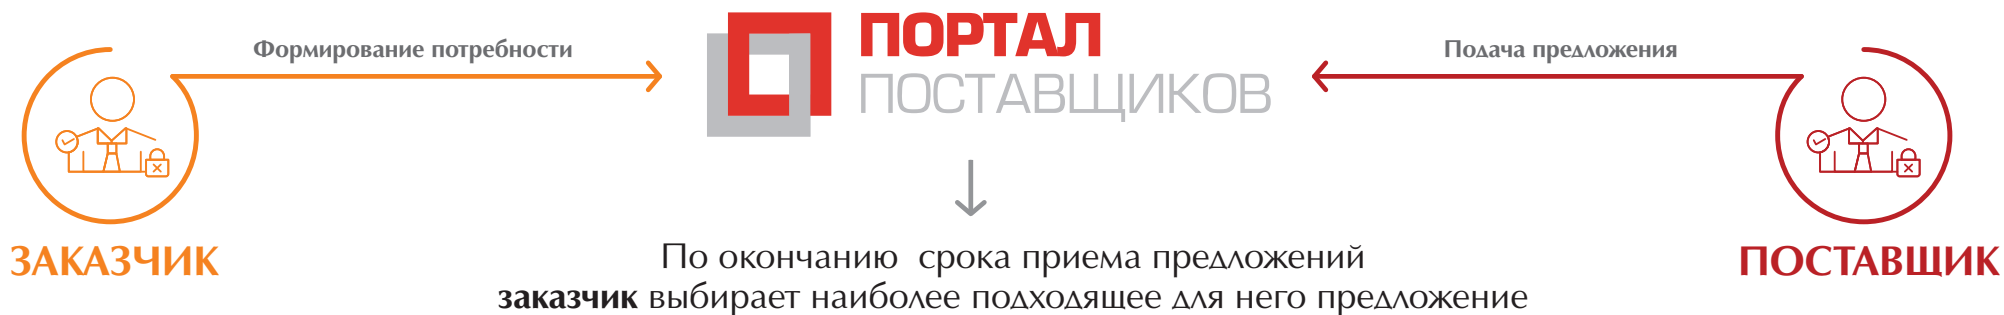 Формирование потребности
ПОРТАЛ
ПОСТАВЩИКОВ
Подача предложения
ЗАКАЗЧИК
ПОСТАВЩИК
По окончанию срока приема предложений
заказчик выбирает наиболее подходящее для него предложение